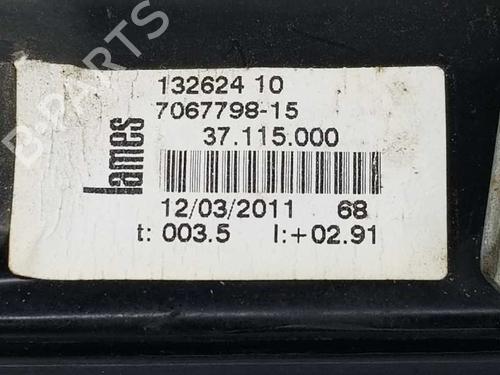 B-PARTS
132624 10
7067798-15
37.115.000
lames
12/03/2011 68
t: 003.5 l:+02.91